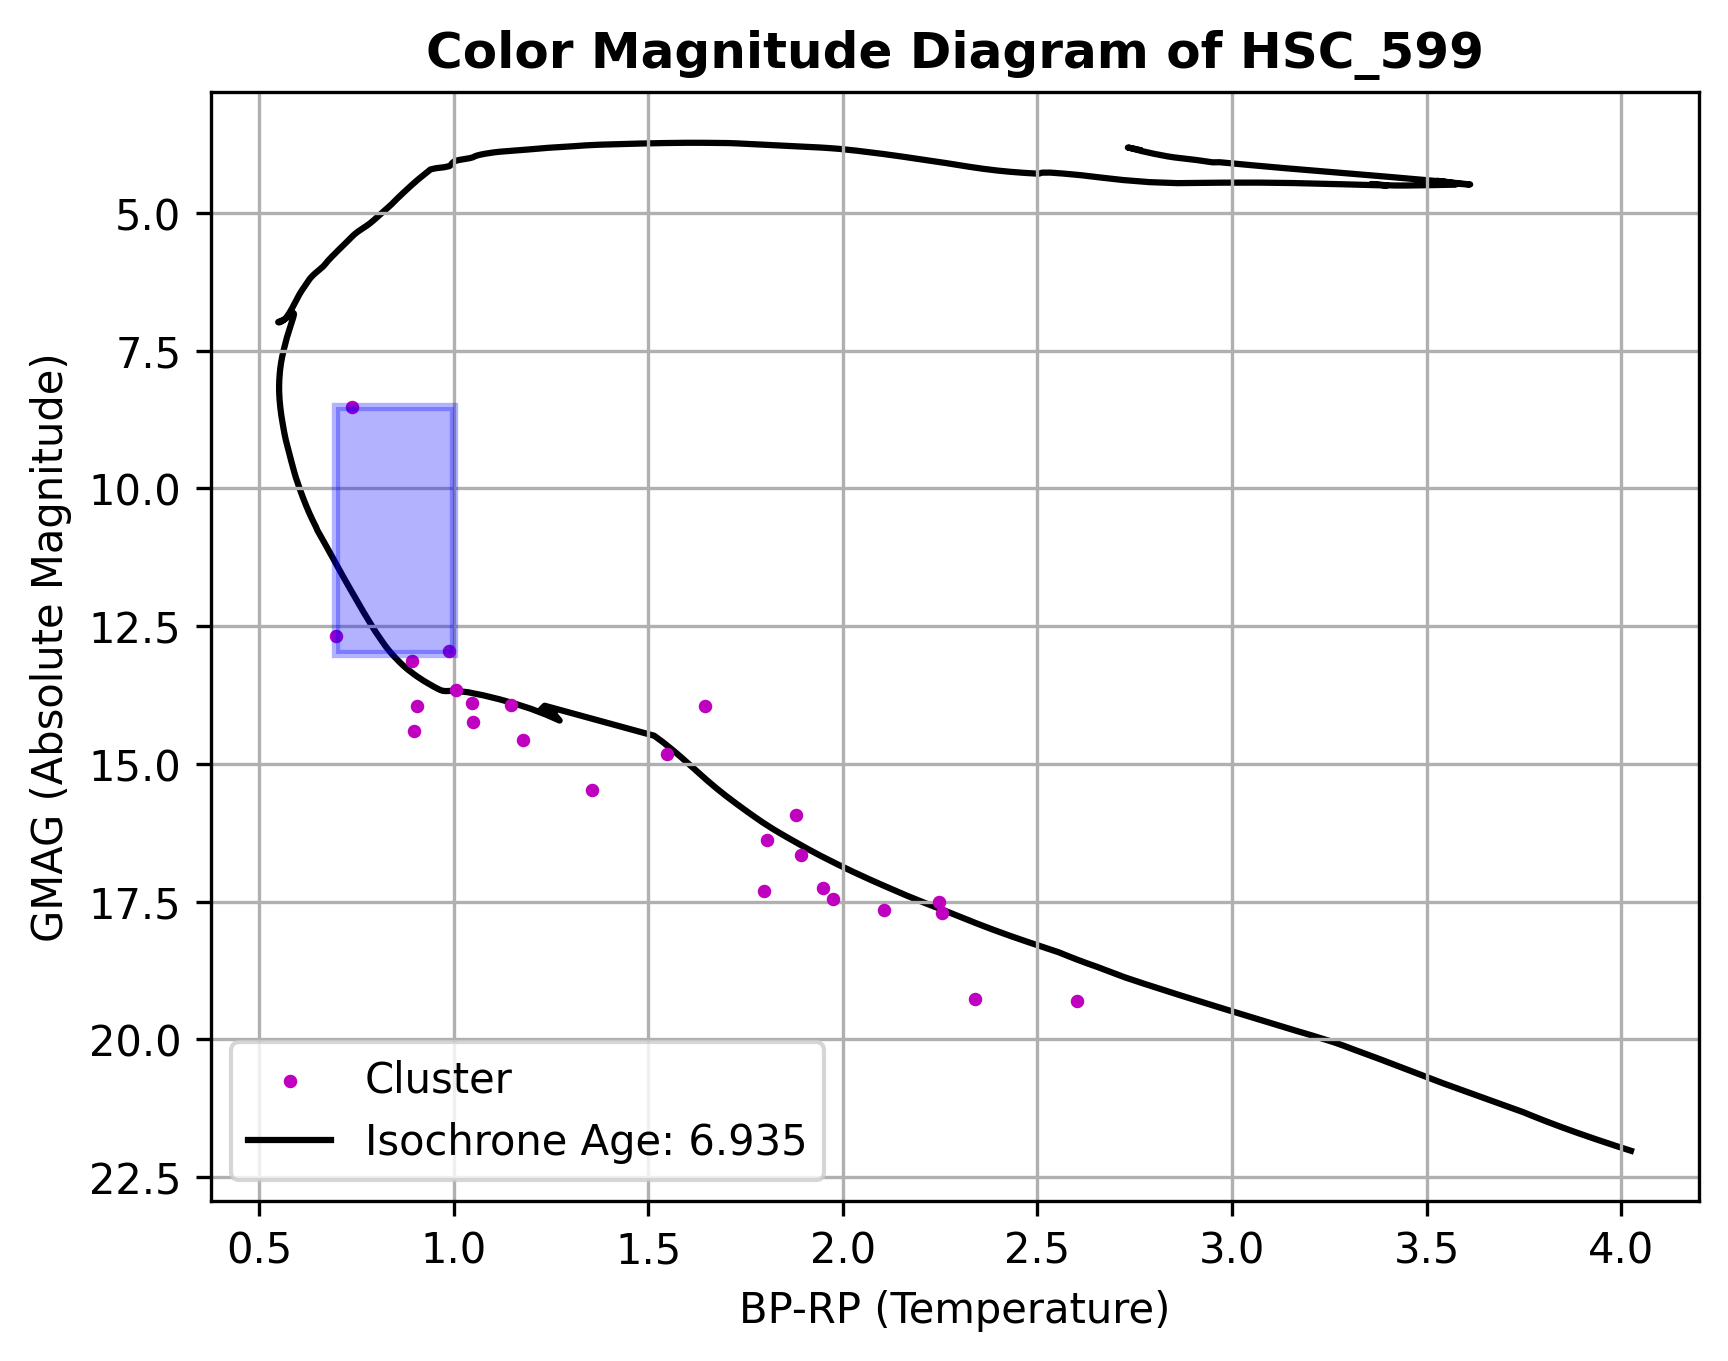 Color Magnitude Diagram of HSC_599
GMAG (Absolute Magnitude)
5.0
7.5
10.0
12.5
15.0
17.5
20.0
22.5
Cluster
Isochrone Age: 6.935
0.5 1.0 1.5 2.0 2.5 3.0 3.5 4.0
BP-RP (Temperature)